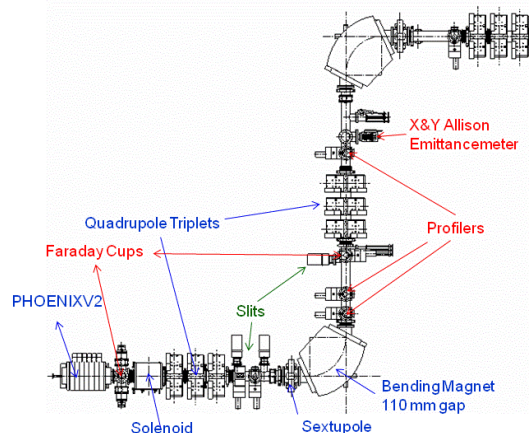 X&Y Allison
Emittancemeter
Quadrupole Triplets
Profilers
Faraday Cups
Slits
PHOENIXV2
Bending Magnet
110 mm gap
Sextupole
Solenoid